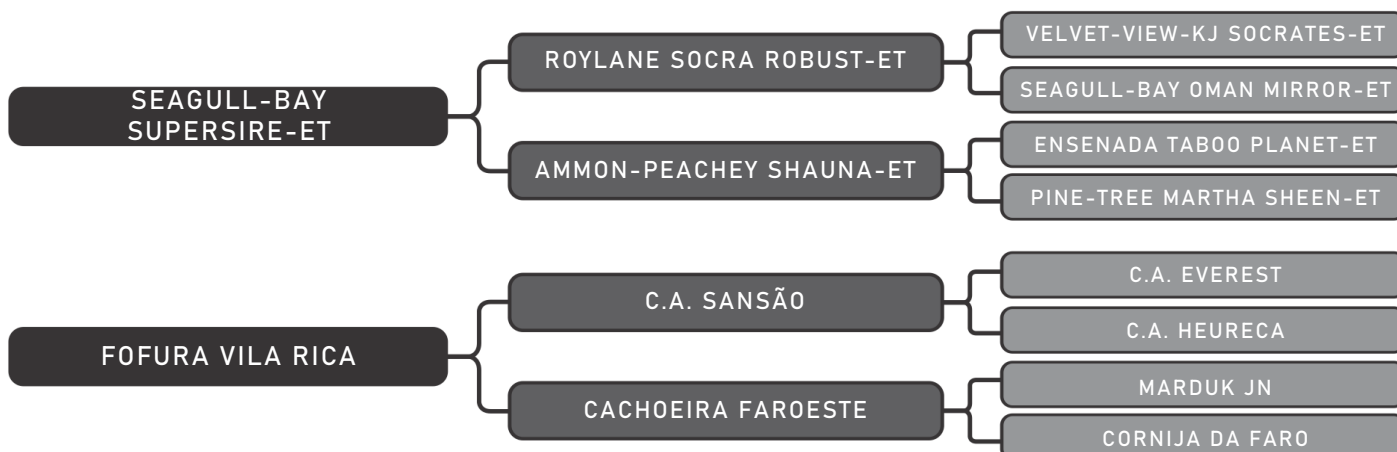 VELVET-VIEW-KJ SOCRATES-ET
ROYLANE SOCRA ROBUST-ET
SEAGULL-BAY OMAN MIRROR-ET
SEAGULL-BAY
SUPERSIRE-ET
ENSENADA TABOO PLANET-ET
AMMON-PEACHEY SHAUNA-ET
PINE-TREE MARTHA SHEEN-ET
C.A. EVEREST
C.A. SANSÃO
C.A. HEURECA
FOFURA VILA RICA
MARDUK JN
CACHOEIRA FAROESTE
CORNIJA DA FARO